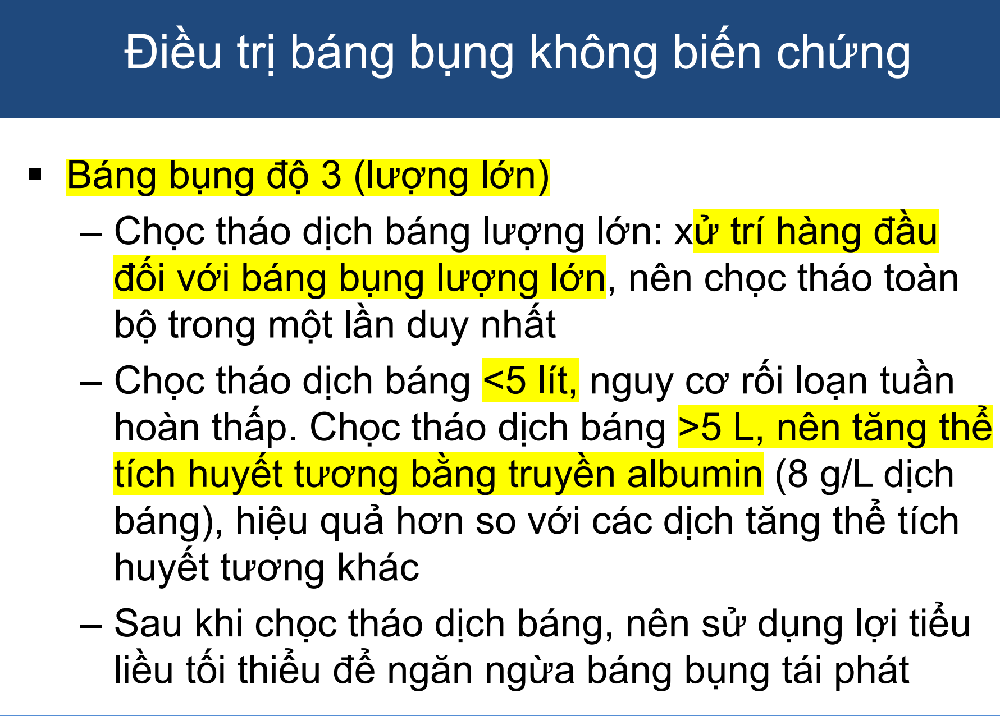 Điều trị báng bụng không biến chứng
▪ Báng bụng độ 3 (lượng lớn)
– Chọc tháo dịch báng lượng lớn: xử trí hàng đầu
đối với báng bụng lượng lớn, nên chọc tháo toàn
bộ trong một lần duy nhất
– Chọc tháo dịch báng <5 lít, nguy cơ rối loạn tuần
hoàn thấp. Chọc tháo dịch báng >5 L, nên tăng thể
tích huyết tương bằng truyền albumin (8 g/L dịch
báng), hiệu quả hơn so với các dịch tăng thể tích
huyết tương khác
– Sau khi chọc tháo dịch báng, nên sử dụng lợi tiểu
liều tối thiểu để ngăn ngừa báng bụng tái phát